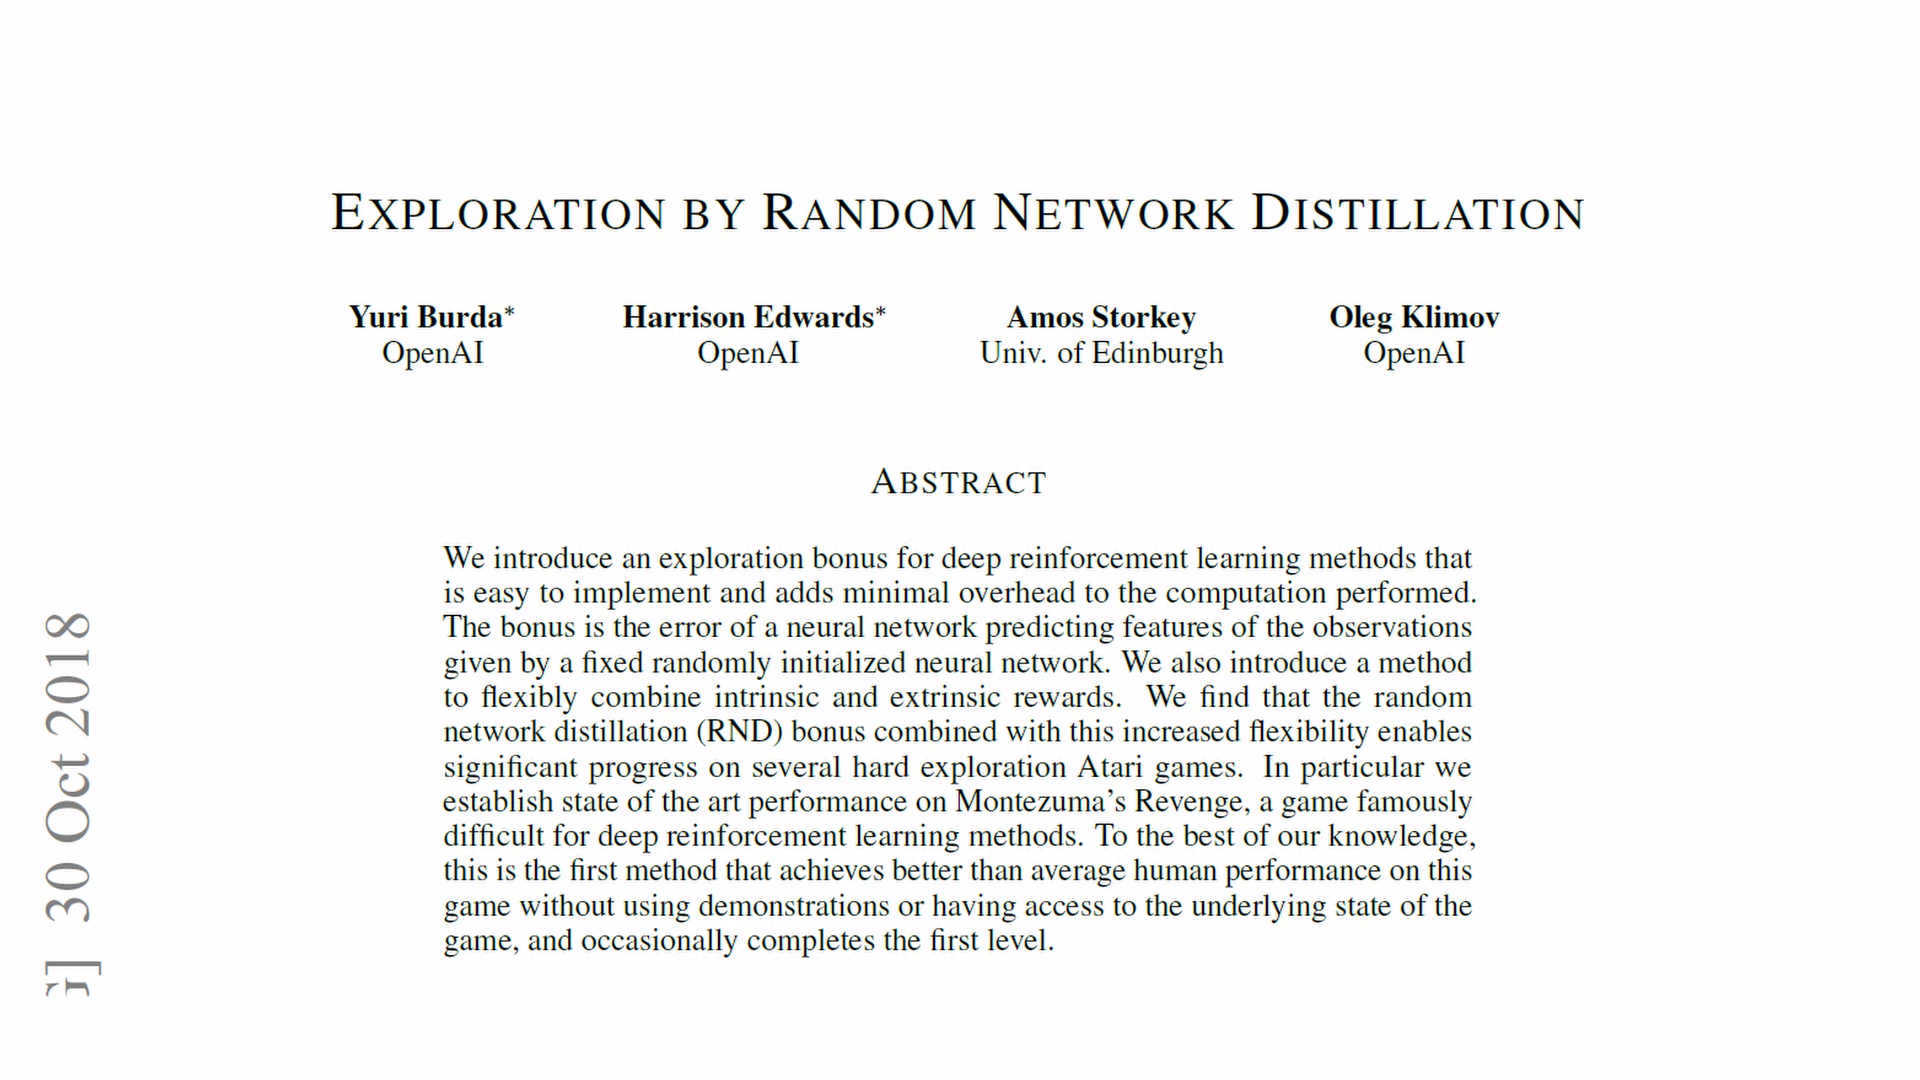 EXPLORATION BY RANDOM NETWORK DISTILLATION
Yuri Burda* Harrison Edwards* Amos Storkey Oleg Klimov
OpenAI OpenAI Univ. of Edinburgh OpenAI
ABSTRACT
We introduce an exploration bonus for deep reinforcement learning methods that
is easy to implement and adds minimal overhead to the computation performed.
The bonus is the error of a neural network predicting features of the observations
given by a fixed randomly initialized neural network. We also introduce a method
to flexibly combine intrinsic and extrinsic rewards. We find that the random
network distillation (RND) bonus combined with this increased flexibility enables
significant progress on several hard exploration Atari games. In particular we
establish state of the art performance on Montezuma's Revenge, a game famously
difficult for deep reinforcement learning methods. To the best of our knowledge,
this is the first method that achieves better than average human performance on this
game without using demonstrations or having access to the underlying state of the
game, and occasionally completes the first level.
] 30 Oct 2018